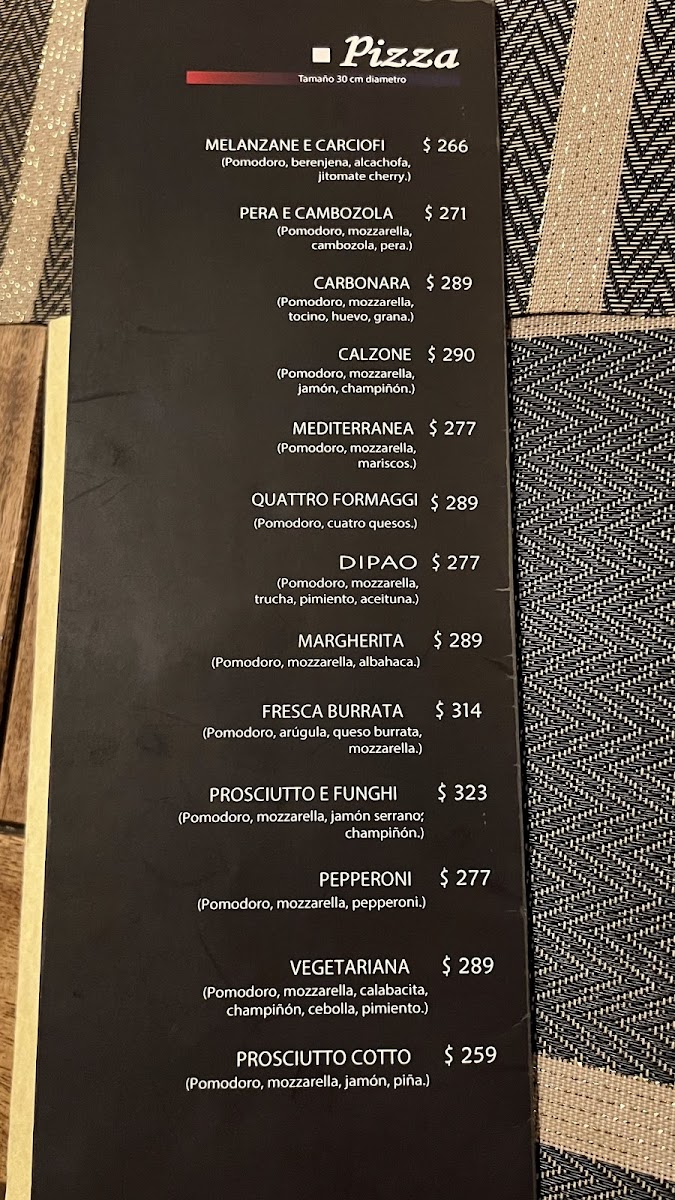 Pizza
Tamaño 30 cm diametro
MELANZANE E CARCIOFI $ 266
(Pomodoro, berenjena, alcachofa,
jitomate cherry.)
PERA E CAMBOZOLA $ 271
(Pomodoro, mozzarella,
cambozola, pera.)
CARBONARA $ 289
(Pomodoro, mozzarella,
tocino, huevo, grana.)
CALZONE $ 290
(Pomodoro, mozzarella,
jamón, champiñón.)
MEDITERRANEA $ 277
(Pomodoro, mozzarella,
mariscos.)
QUATTRO FORMAGGI $ 289
(Pomodoro, cuatro quesos.)
DIPAO $ 277
(Pomodoro, mozzarella,
trucha, pimiento, aceituna.)
MARGHERITA $ 289
(Pomodoro, mozzarella, albahaca.)
FRESCA BURRATA $ 314
(Pomodoro, arúgula, queso burrata,
mozzarella.)
PROSCIUTTO E FUNGHI $ 323
(Pomodoro, mozzarella, jamón serrano;
champiñón.)
PEPPERONI $ 277
(Pomodoro, mozzarella, pepperoni.)
VEGETARIANA $ 289
(Pomodoro, mozzarella, calabacita,
champiñón, cebolla, pimiento.)
PROSCIUTTO COTTO $ 259
(Pomodoro, mozzarella, jamón, piña.)